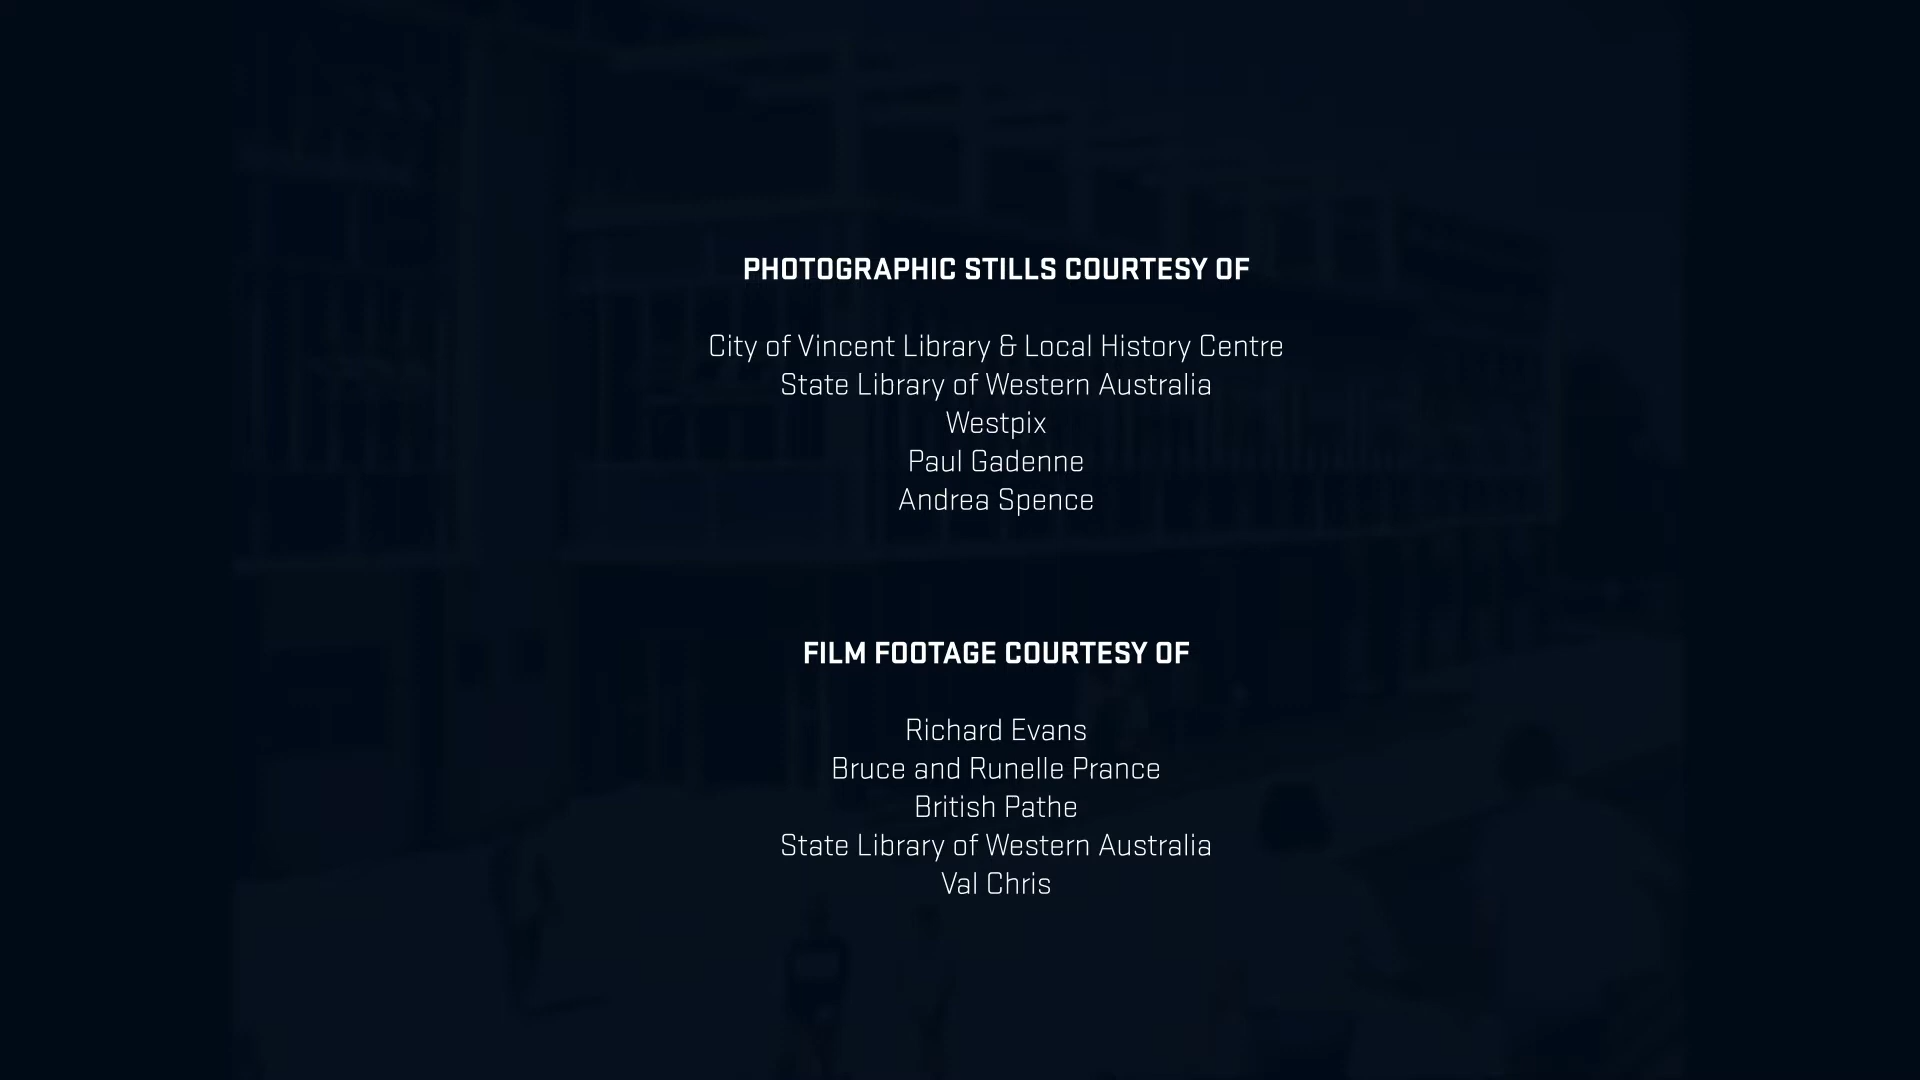 PHOTOGRAPHIC STILLS COURTESY OF
City of Vincent Library & Local History Centre
State Library of Western Australia
Westpix
Paul Gadenne
Andrea Spence
FILM FOOTAGE COURTESY OF
Richard Evans
Bruce and Runelle Prance
British Pathe
State Library of Western Australia
Val Chris